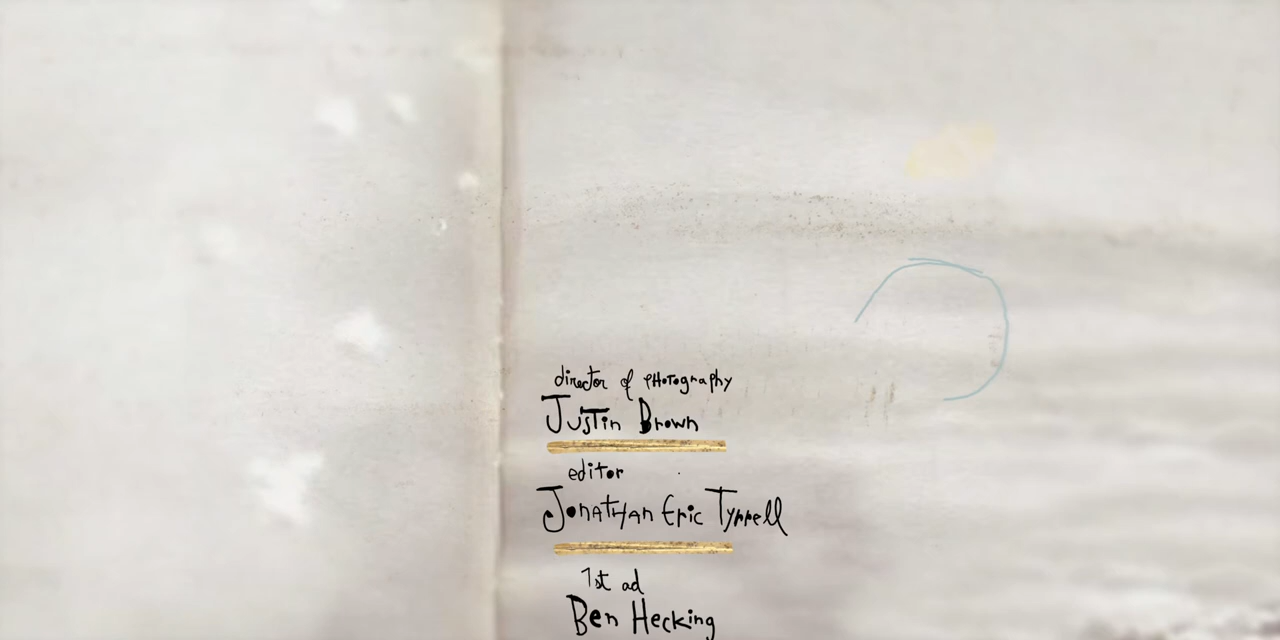 director of PHoTography
JusTin Brown
editor
JonaTHan Eric Tyrrell
1st ad
Ben Hecking